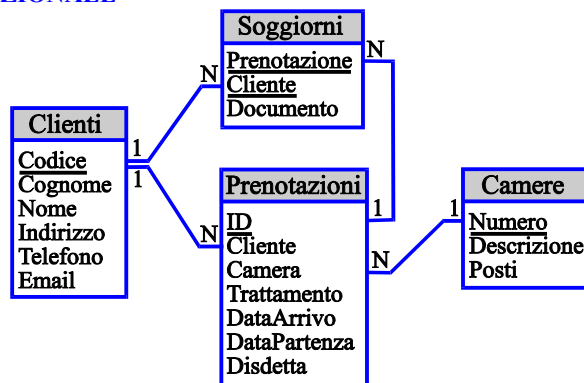 Soggiorni
Prenotazione
Cliente
Documento
N
N
Clienti
Codice
Cognome
Nome
Indirizzo
Telefono
Email
1
1
Prenotazioni
ID
Cliente
Camera
Trattamento
DataArrivo
DataPartenza
Disdetta
N
1
N
1
Camere
Numero
Descrizione
Posti